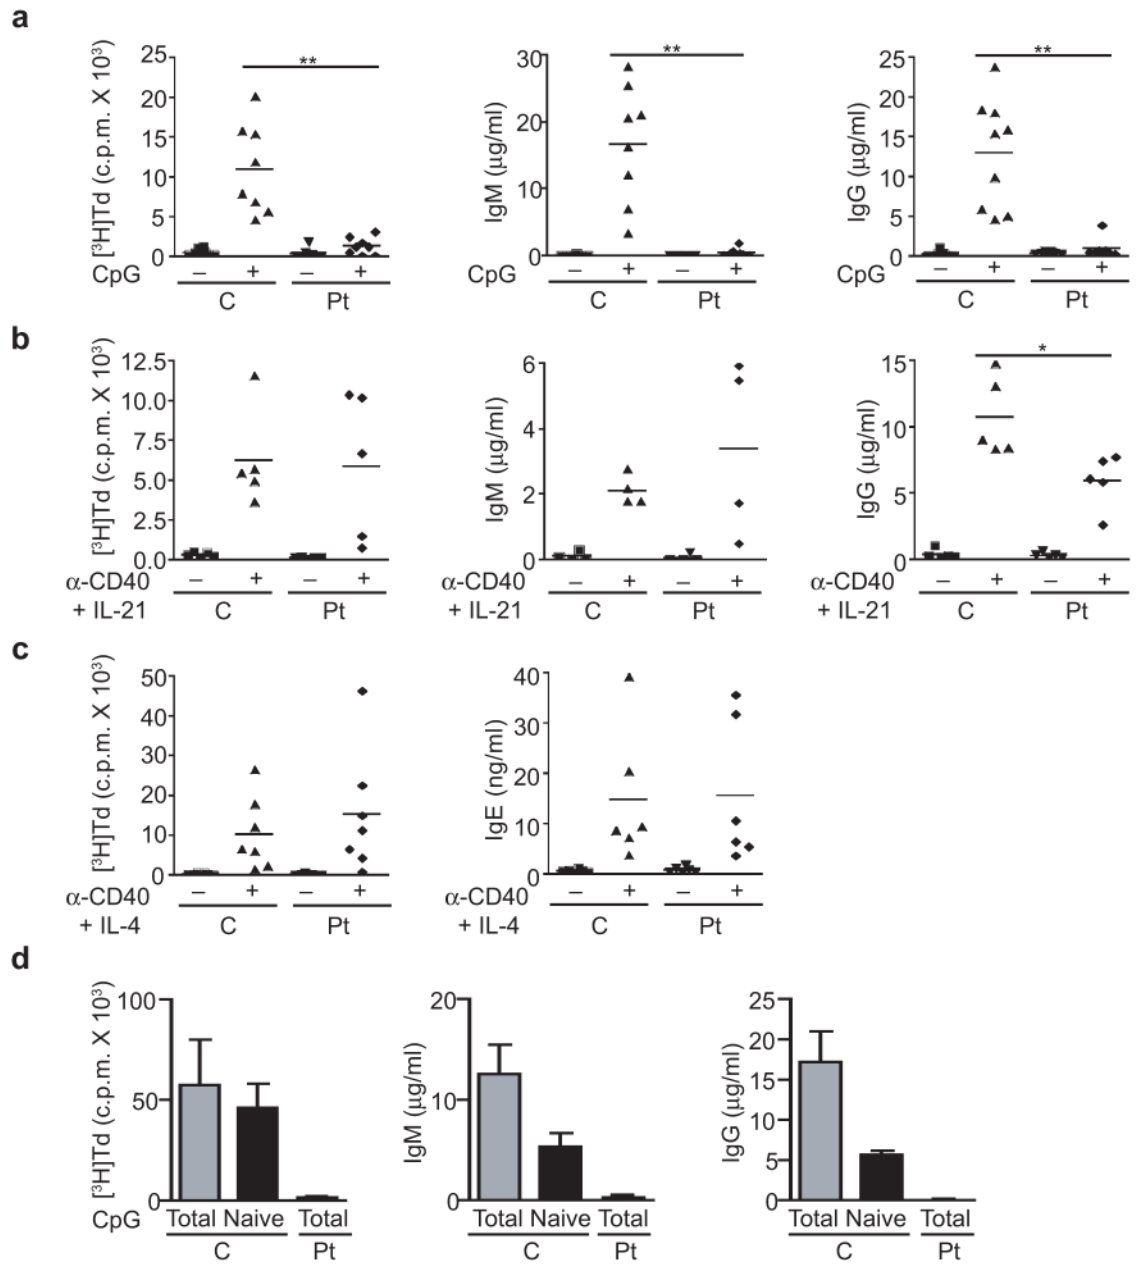 a
[³H]Td (c.p.m. X 10³)
25
20
15
10
5
0
**
CpG – + – +
C Pt
IgM (µg/ml)
30
20
10
0
**
CpG – + – +
C Pt
IgG (µg/ml)
25
20
15
10
5
0
**
CpG – + – +
C Pt
b
[³H]Td (c.p.m. X 10³)
12.5
10.0
7.5
5.0
2.5
0.0
α-CD40 – + – +
+ IL-21 C Pt
IgM (µg/ml)
6
4
2
0
α-CD40 – + – +
+ IL-21 C Pt
IgG (µg/ml)
15
10
5
0
*
α-CD40 – + – +
+ IL-21 C Pt
c
[³H]Td (c.p.m. X 10³)
50
40
30
20
10
0
α-CD40 – + – +
+ IL-4 C Pt
IgE (ng/ml)
40
30
20
10
0
α-CD40 – + – +
+ IL-4 C Pt
d
[³H]Td (c.p.m. X 10³)
100
50
0
CpG Total Naive Total
C Pt
IgM (µg/ml)
20
10
0
Total Naive Total
C Pt
IgG (µg/ml)
25
20
15
10
5
0
Total Naive Total
C Pt